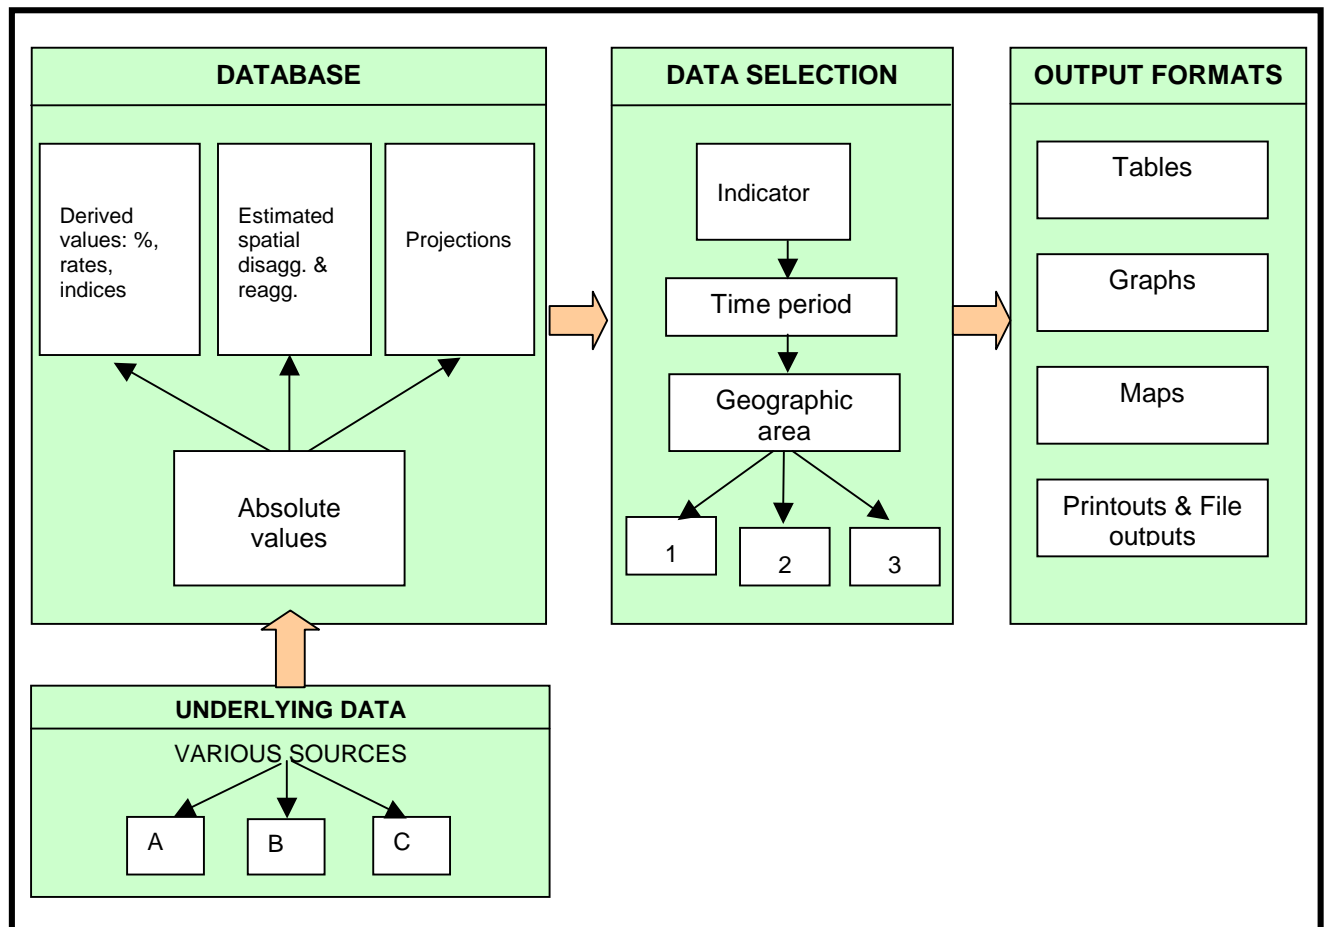 DATABASE
Derived
values: %,
rates,
indices
Estimated
spatial
disagg. &
reagg.
Projections
Absolute
values
UNDERLYING DATA
VARIOUS SOURCES
A
B
C
DATA SELECTION
Indicator
Time period
Geographic
area
1
2
3
OUTPUT FORMATS
Tables
Graphs
Maps
Printouts & File
outputs